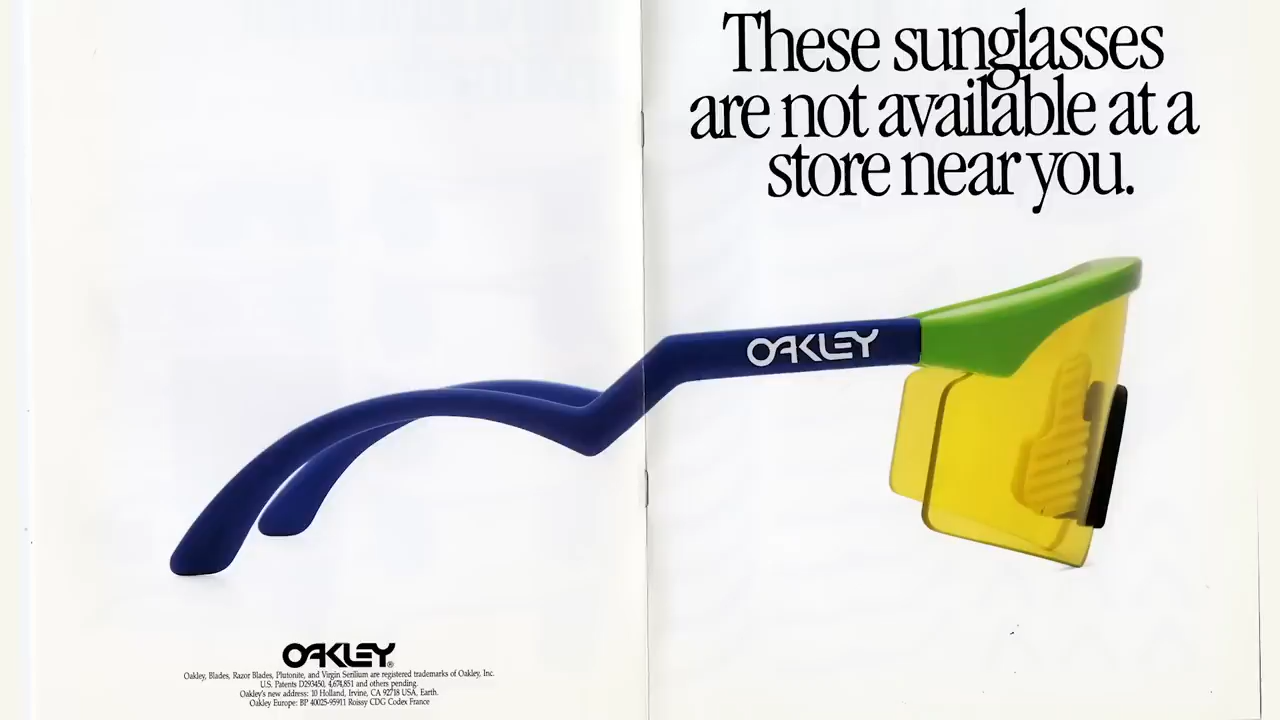 These sunglasses
are not available at a
store near you.
OAKLEY
OAKLEY®
Oakley, Blades, Razor Blades, Plutonite, and Virgin Serilium are registered trademarks of Oakley, Inc.
U.S. Patents D293450, 4,674,851 and others pending.
Oakley's new address: 10 Holland, Irvine, CA 92718 USA, Earth.
Oakley Europe: BP 40025-95911 Roissy CDG Codex France